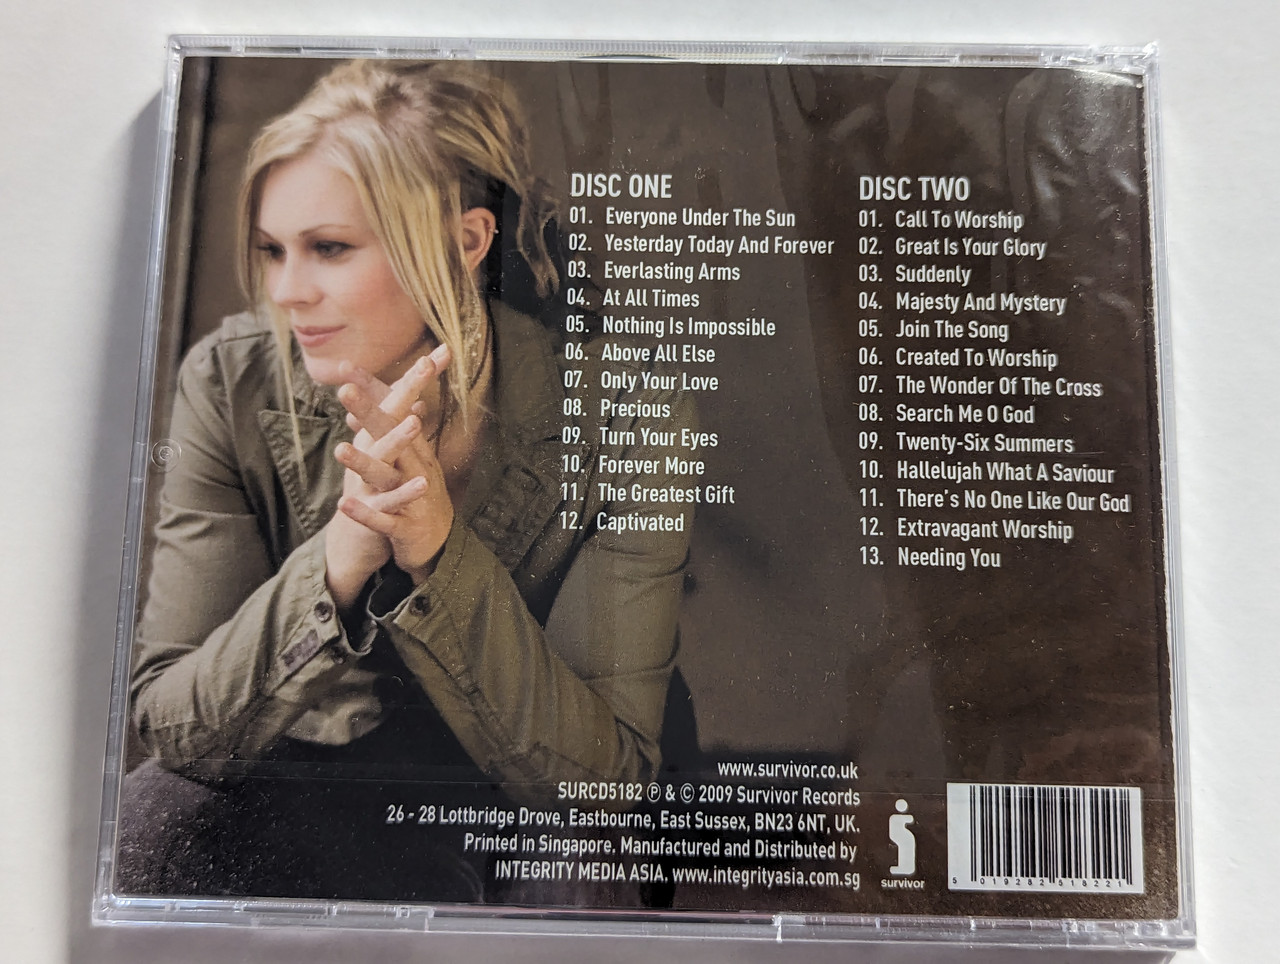 DISC ONE
01. Everyone Under The Sun
02. Yesterday Today And Forever
03. Everlasting Arms
04. At All Times
05. Nothing Is Impossible
06. Above All Else
07. Only Your Love
08. Precious
09. Turn Your Eyes
10. Forever More
11. The Greatest Gift
12. Captivated
DISC TWO
01. Call To Worship
02. Great Is Your Glory
03. Suddenly
04. Majesty And Mystery
05. Join The Song
06. Created To Worship
07. The Wonder Of The Cross
08. Search Me O God
09. Twenty-Six Summers
10. Hallelujah What A Saviour
11. There's No One Like Our God
12. Extravagant Worship
13. Needing You
www.survivor.co.uk
SURCD5182 ℗ & © 2009 Survivor Records
26 - 28 Lottbridge Drove, Eastbourne, East Sussex, BN23 6NT, UK.
Printed in Singapore. Manufactured and Distributed by
INTEGRITY MEDIA ASIA. www.integrityasia.com.sg
survivor
5 019282 518221